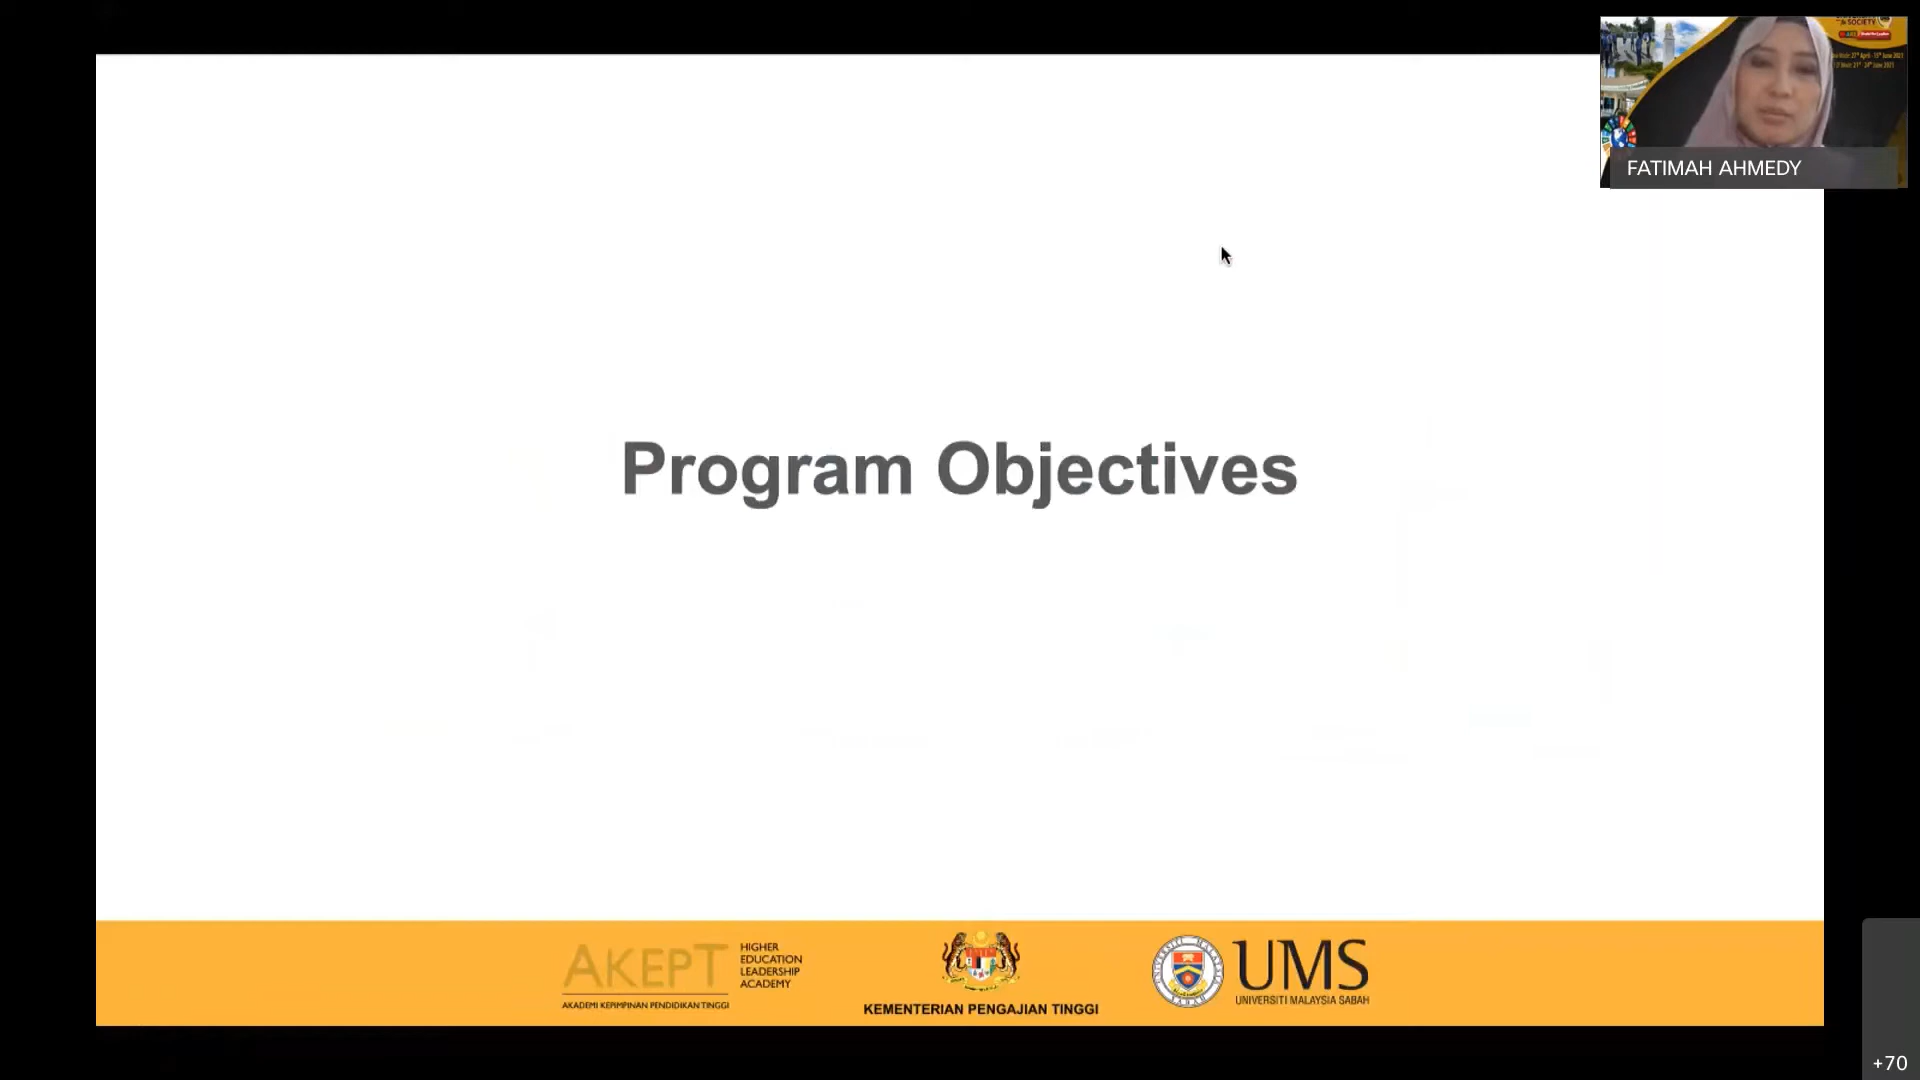 SOCIETY
FATIMAH AHMEDY
Program Objectives
AKEPT
AKADEMI KEPIMPINAN PENDIDIKAN TINGGI
HIGHER
EDUCATION
LEADERSHIP
ACADEMY
KEMENTERIAN PENGAJIAN TINGGI
UMS
UNIVERSITI MALAYSIA SABAH
+70